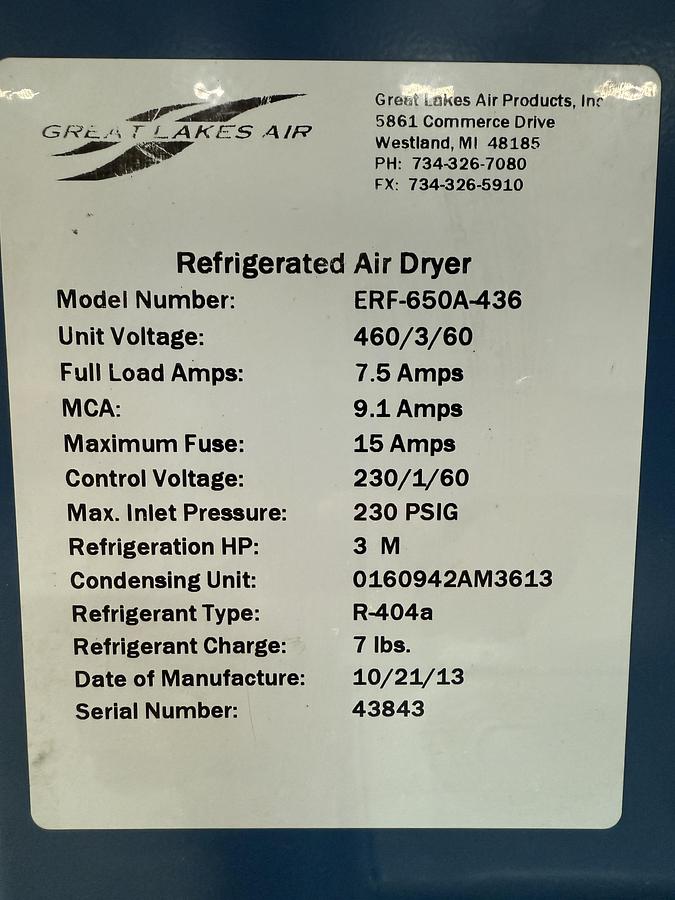 GREAT LAKES AIR
Great Lakes Air Products, Inc
5861 Commerce Drive
Westland, MI 48185
PH: 734-326-7080
FX: 734-326-5910
Refrigerated Air Dryer
Model Number: ERF-650A-436
Unit Voltage: 460/3/60
Full Load Amps: 7.5 Amps
MCA: 9.1 Amps
Maximum Fuse: 15 Amps
Control Voltage: 230/1/60
Max. Inlet Pressure: 230 PSIG
Refrigeration HP: 3 M
Condensing Unit: 0160942AM3613
Refrigerant Type: R-404a
Refrigerant Charge: 7 lbs.
Date of Manufacture: 10/21/13
Serial Number: 43843